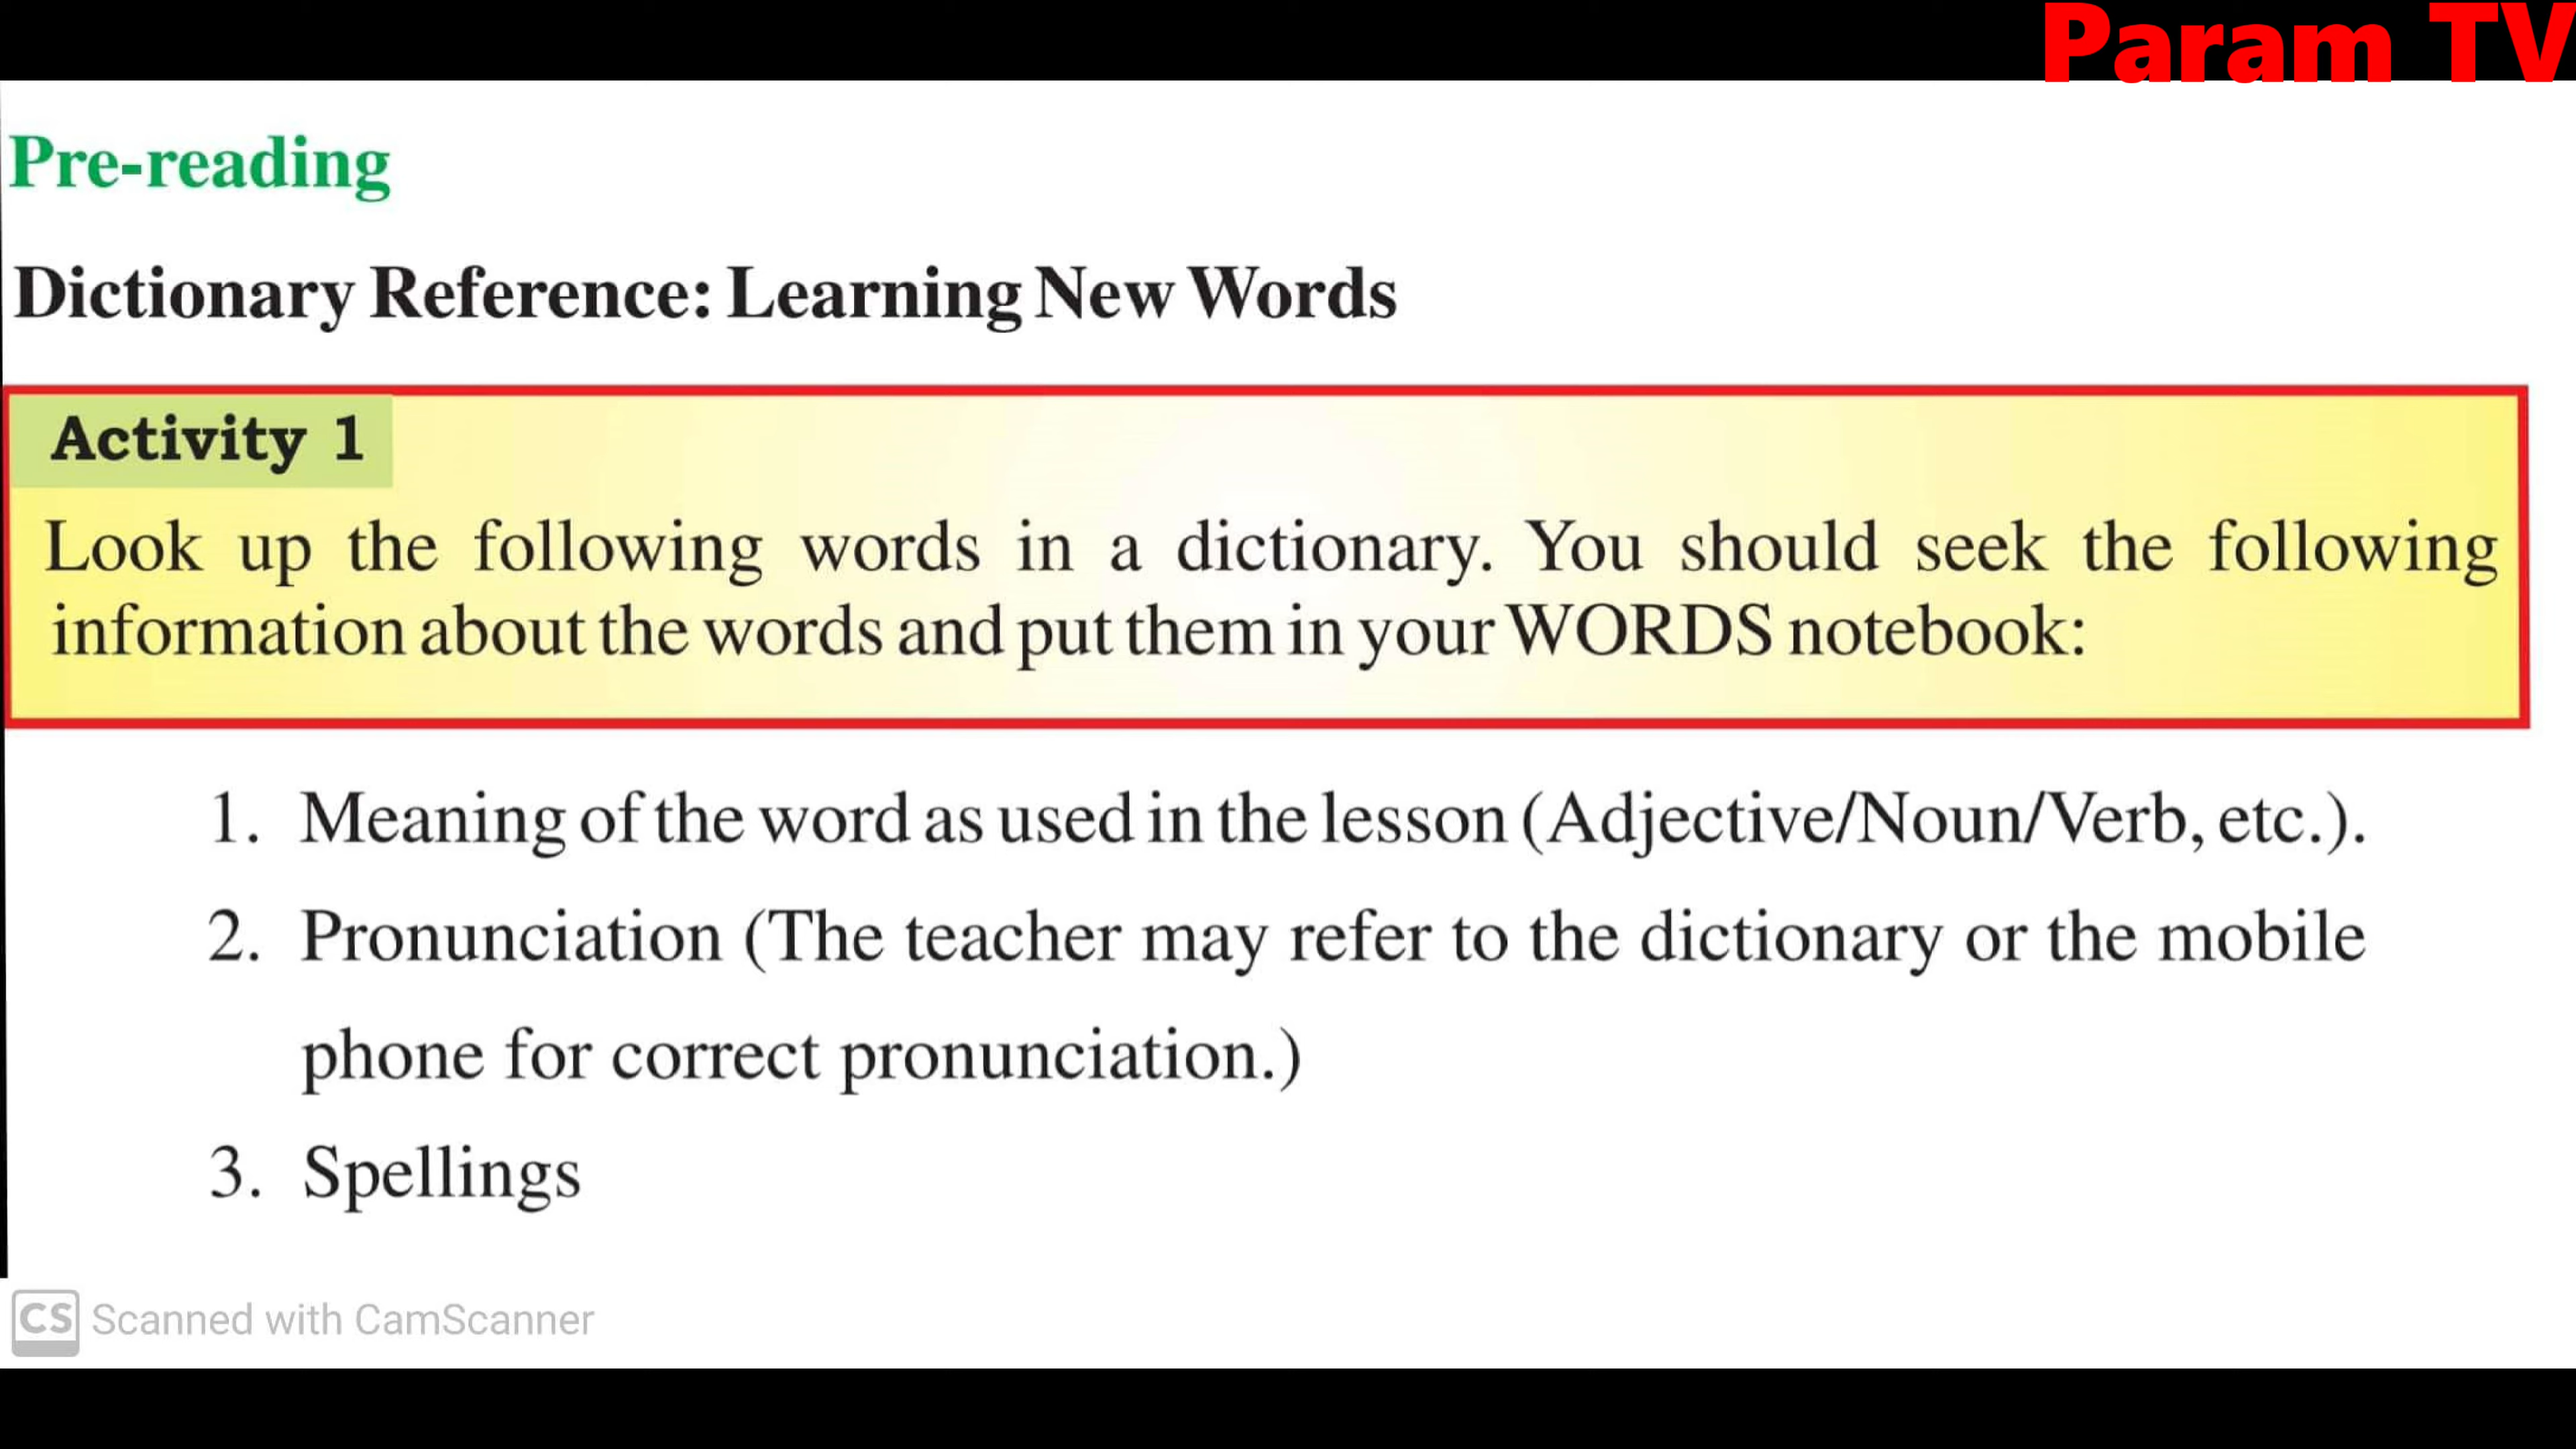 Param TV
Pre-reading
Dictionary Reference: Learning New Words
Activity 1
Look up the following words in a dictionary. You should seek the following
information about the words and put them in your WORDS notebook:
1. Meaning of the word as used in the lesson (Adjective/Noun/Verb, etc.).
2. Pronunciation (The teacher may refer to the dictionary or the mobile
phone for correct pronunciation.)
3. Spellings
CS Scanned with CamScanner